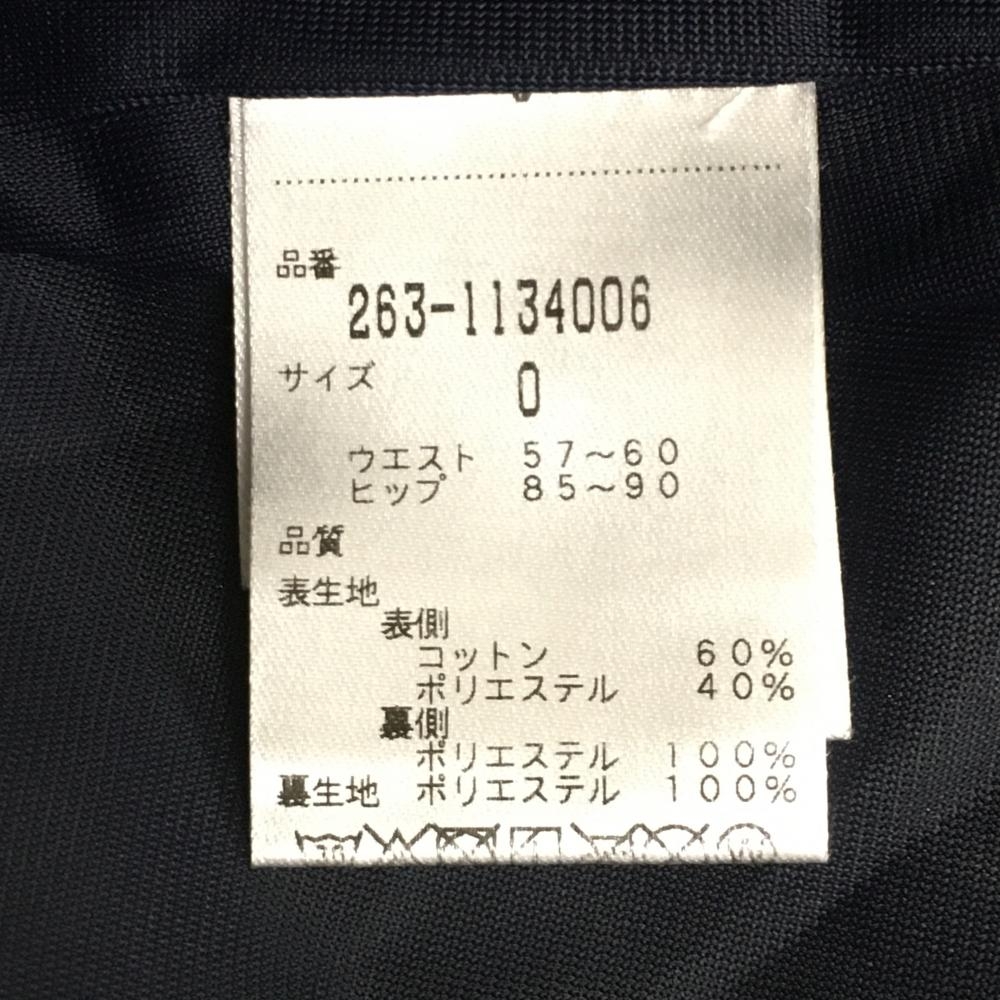 品番
263-1134006
サイズ 0
ウエスト 57〜60
ヒップ 85〜90
品質
表生地
表側
コットン 60%
ポリエステル 40%
裏側
ポリエステル 100%
裏生地 ポリエステル 100%